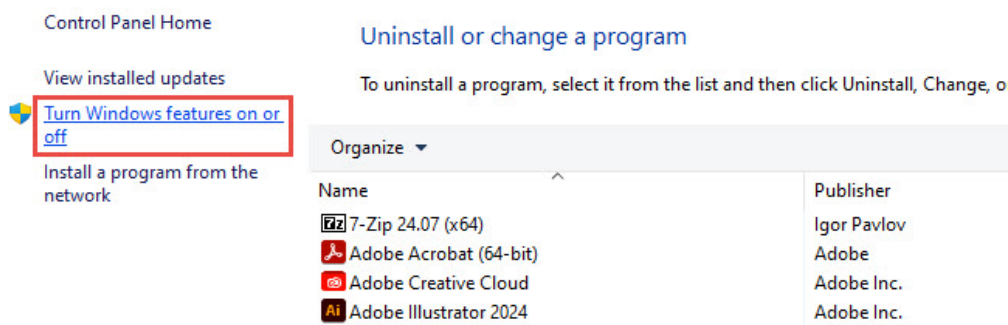 Control Panel Home
View installed updates
Turn Windows features on or
off
Install a program from the
network
Uninstall or change a program
To uninstall a program, select it from the list and then click Uninstall, Change, o
Organize
Name
Publisher
7z 7-Zip 24.07 (x64)
Igor Pavlov
Adobe Acrobat (64-bit)
Adobe
Adobe Creative Cloud
Adobe Inc.
Ai Adobe Illustrator 2024
Adobe Inc.